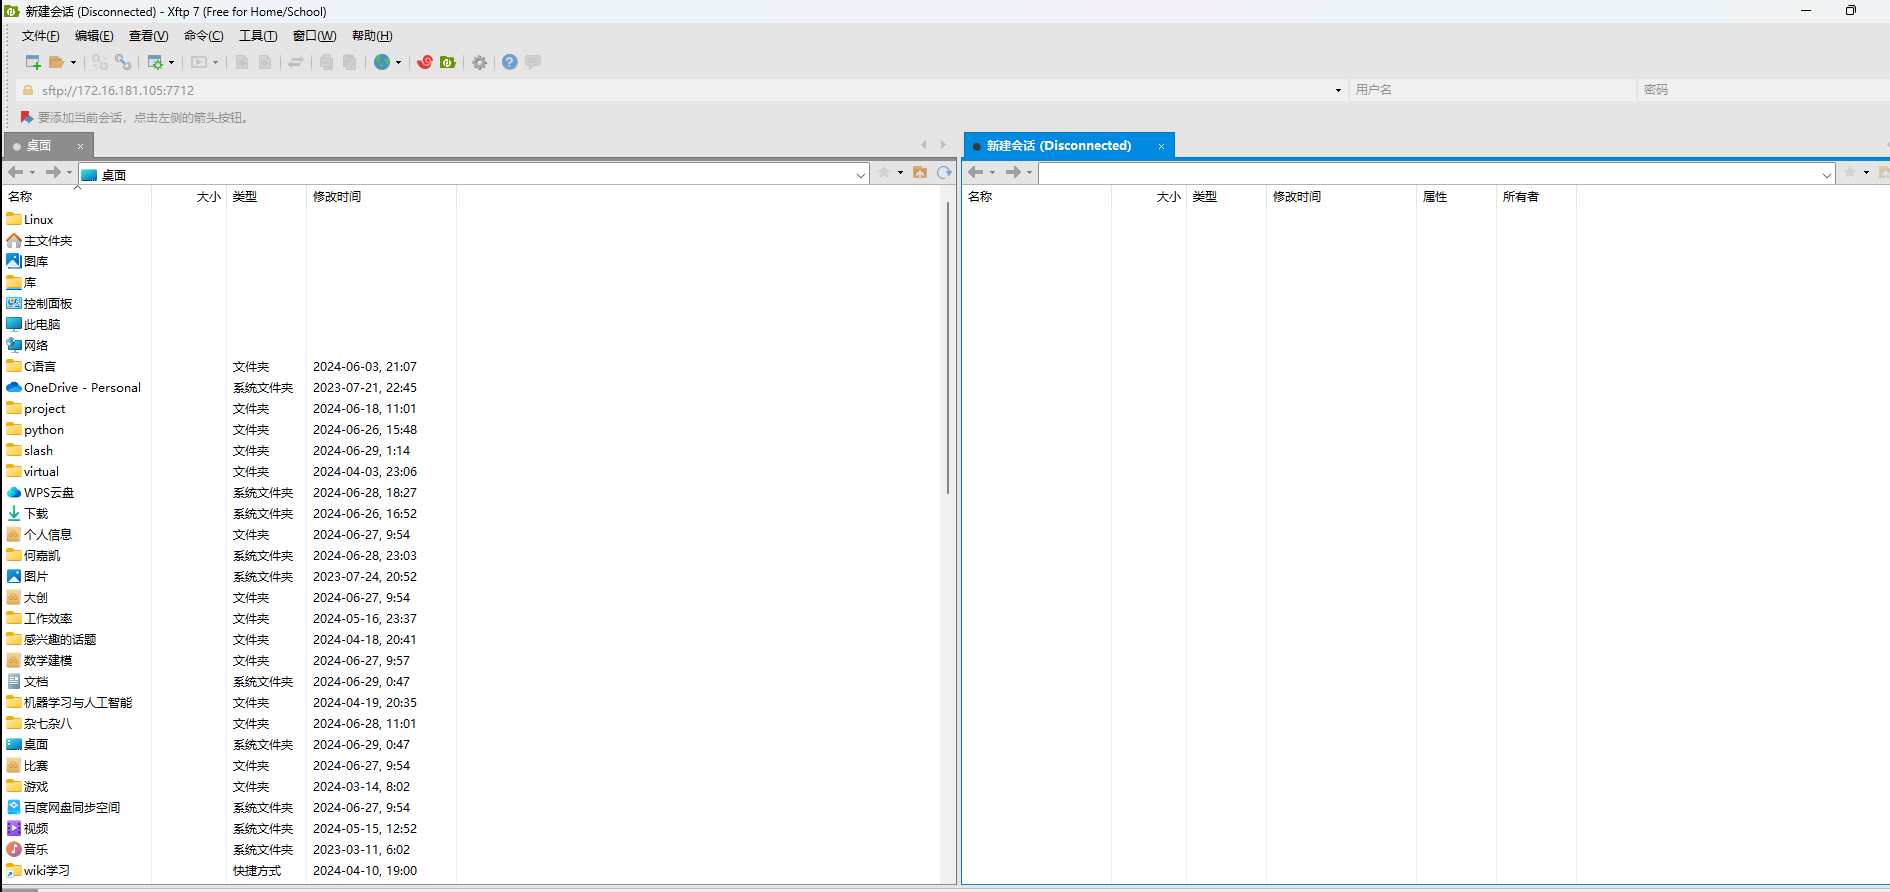 新建会话 (Disconnected) - Xftp 7 (Free for Home/School)
文件(F) 编辑(E) 查看(V) 命令(C) 工具(T) 窗口(W) 帮助(H)
sftp://172.16.181.105:7712 用户名 密码
要添加当前会话，点击左侧的箭头按钮。
桌面 × 新建会话 (Disconnected) ×
桌面
名称 大小 类型 修改时间 名称 大小 类型 修改时间 属性 所有者
Linux
主文件夹
图库
库
控制面板
此电脑
网络
C语言 文件夹 2024-06-03, 21:07
OneDrive - Personal 系统文件夹 2023-07-21, 22:45
project 文件夹 2024-06-18, 11:01
python 文件夹 2024-06-26, 15:48
slash 文件夹 2024-06-29, 1:14
virtual 文件夹 2024-04-03, 23:06
WPS云盘 系统文件夹 2024-06-28, 18:27
下载 系统文件夹 2024-06-26, 16:52
个人信息 文件夹 2024-06-27, 9:54
何嘉凯 系统文件夹 2024-06-28, 23:03
图片 系统文件夹 2023-07-24, 20:52
大创 文件夹 2024-06-27, 9:54
工作效率 文件夹 2024-05-16, 23:37
感兴趣的话题 文件夹 2024-04-18, 20:41
数学建模 文件夹 2024-06-27, 9:57
文档 系统文件夹 2024-06-29, 0:47
机器学习与人工智能 文件夹 2024-04-19, 20:35
杂七杂八 文件夹 2024-06-28, 11:01
桌面 系统文件夹 2024-06-29, 0:47
比赛 文件夹 2024-06-27, 9:54
游戏 文件夹 2024-03-14, 8:02
百度网盘同步空间 系统文件夹 2024-06-27, 9:54
视频 系统文件夹 2024-05-15, 12:52
音乐 系统文件夹 2023-03-11, 6:02
wiki学习 快捷方式 2024-04-10, 19:00